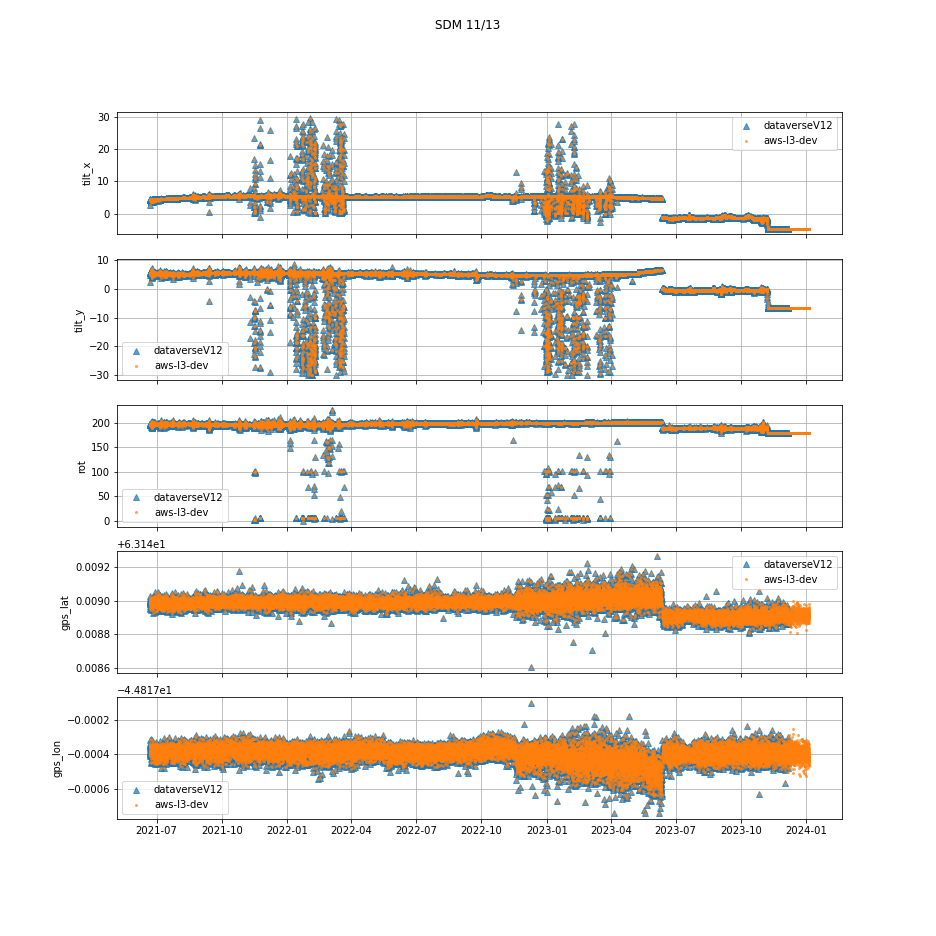 SDM 11/13
30
20
10
0
tilt_x
dataverseV12
aws-l3-dev
10
0
−10
−20
−30
tilt_y
dataverseV12
aws-l3-dev
200
150
100
50
0
rot
dataverseV12
aws-l3-dev
+6.314e1
0.0092
0.0090
0.0088
0.0086
gps_lat
dataverseV12
aws-l3-dev
−4.4817e1
−0.0002
−0.0004
−0.0006
gps_lon
dataverseV12
aws-l3-dev
2021-07 2021-10 2022-01 2022-04 2022-07 2022-10 2023-01 2023-04 2023-07 2023-10 2024-01